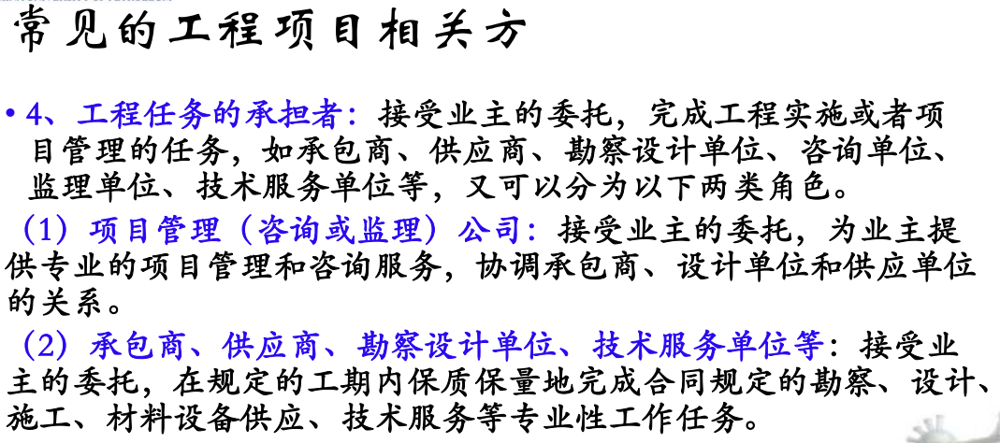 常见的工程项目相关方
•4、工程任务的承担者：接受业主的委托，完成工程实施或者项
目管理的任务，如承包商、供应商、勘察设计单位、咨询单位、
监理单位、技术服务单位等，又可以分为以下两类角色。
（1）项目管理（咨询或监理）公司：接受业主的委托，为业主提
供专业的项目管理和咨询服务，协调承包商、设计单位和供应单位
的关系。
（2）承包商、供应商、勘察设计单位、技术服务单位等：接受业
主的委托，在规定的工期内保质保量地完成合同规定的勘察、设计、
施工、材料设备供应、技术服务等专业性工作任务。